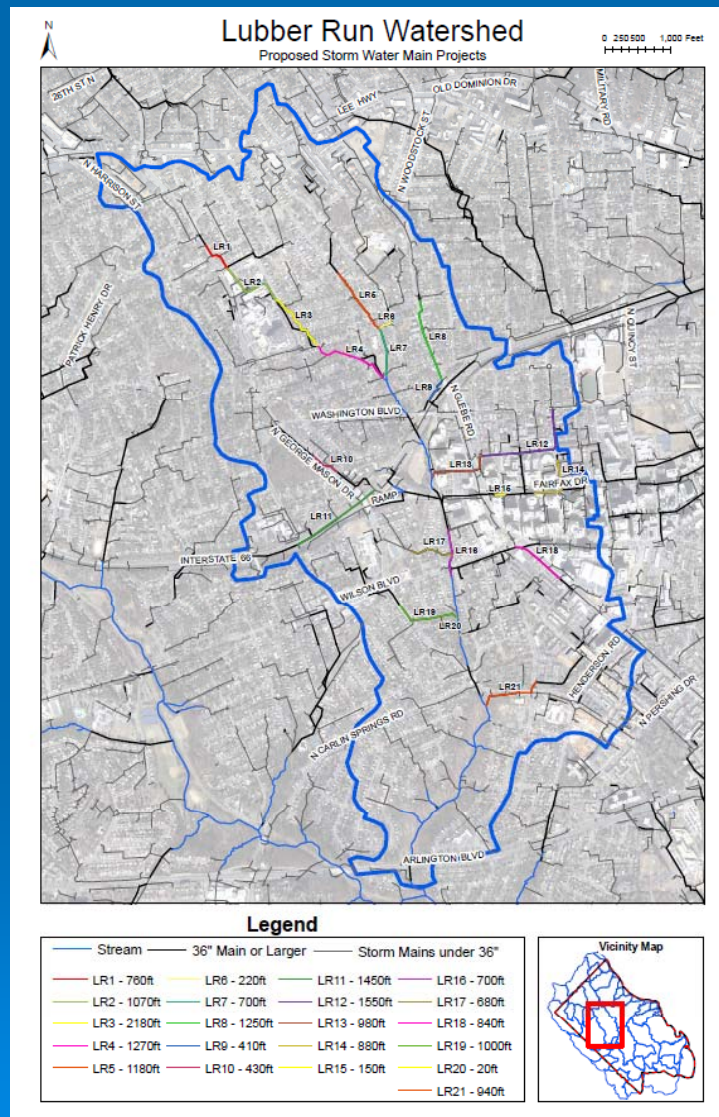 Lubber Run Watershed
Proposed Storm Water Main Projects
N
0 250 500 1,000 Feet
26TH ST N
LEE HWY
OLD DOMINION DR
MILITARY RD
N WOODSTOCK ST
N HARRISON ST
LR1
LR2
PATRICK HENRY DR
LR3
LR5
LR6
LR8
N QUINCY ST
LR4
LR7
LR9
N GLEBE RD
WASHINGTON BLVD
N GEORGE MASON DR
LR10
LR13
LR12
LR14
RAMP
LR15
FAIRFAX DR
LR11
LR17
LR16
LR18
INTERSTATE 66
WILSON BLVD
LR19
LR20
HENDERSON RD
LR21
N PERSHING DR
N CARLIN SPRINGS RD
ARLINGTON BLVD
Legend
Stream 36" Main or Larger Storm Mains under 36"
LR1 - 760ft LR6 - 220ft LR11 - 1450ft LR16 - 700ft
LR2 - 1070ft LR7 - 700ft LR12 - 1550ft LR17 - 680ft
LR3 - 2180ft LR8 - 1250ft LR13 - 980ft LR18 - 840ft
LR4 - 1270ft LR9 - 410ft LR14 - 880ft LR19 - 1000ft
LR5 - 1180ft LR10 - 430ft LR15 - 150ft LR20 - 20ft
LR21 - 940ft
Vicinity Map